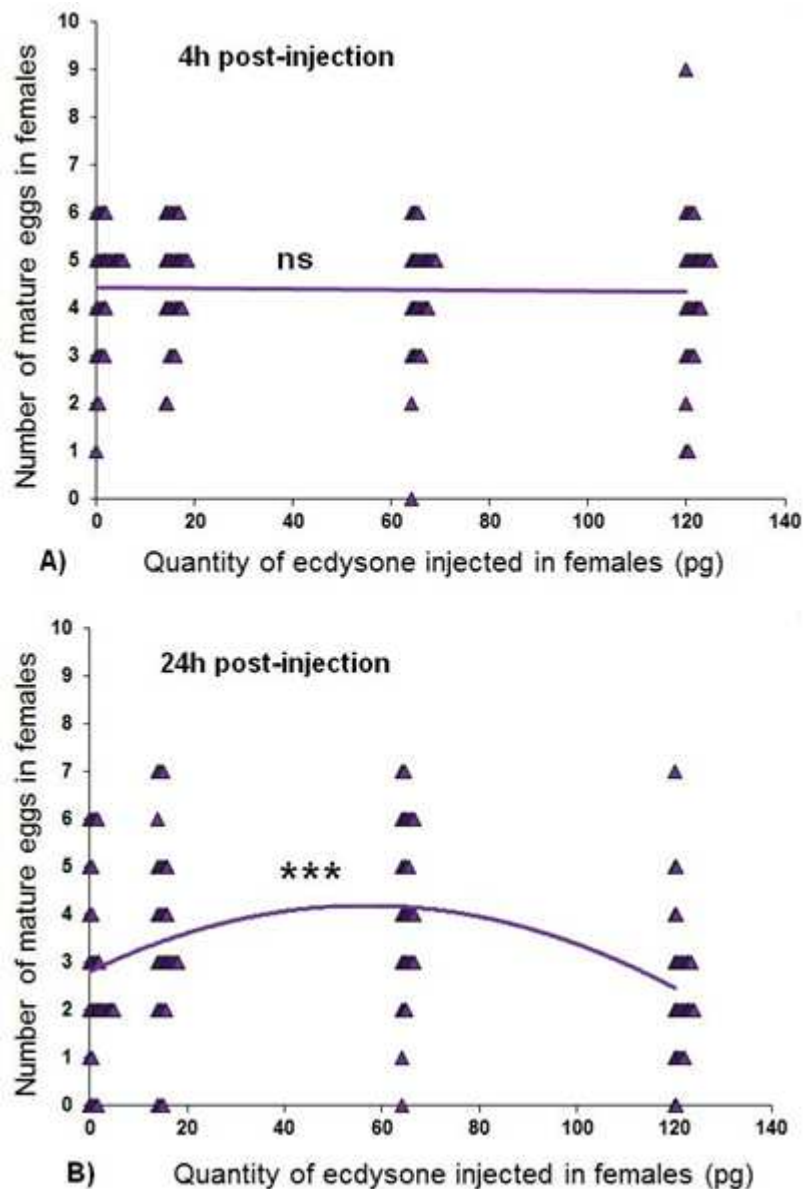 10
9
8
7
6
5
4
3
2
1
0
Number of mature eggs in females
4h post-injection
ns
0 20 40 60 80 100 120 140
A) Quantity of ecdysone injected in females (pg)
10
9
8
7
6
5
4
3
2
1
0
Number of mature eggs in females
24h post-injection
***
0 20 40 60 80 100 120 140
B) Quantity of ecdysone injected in females (pg)